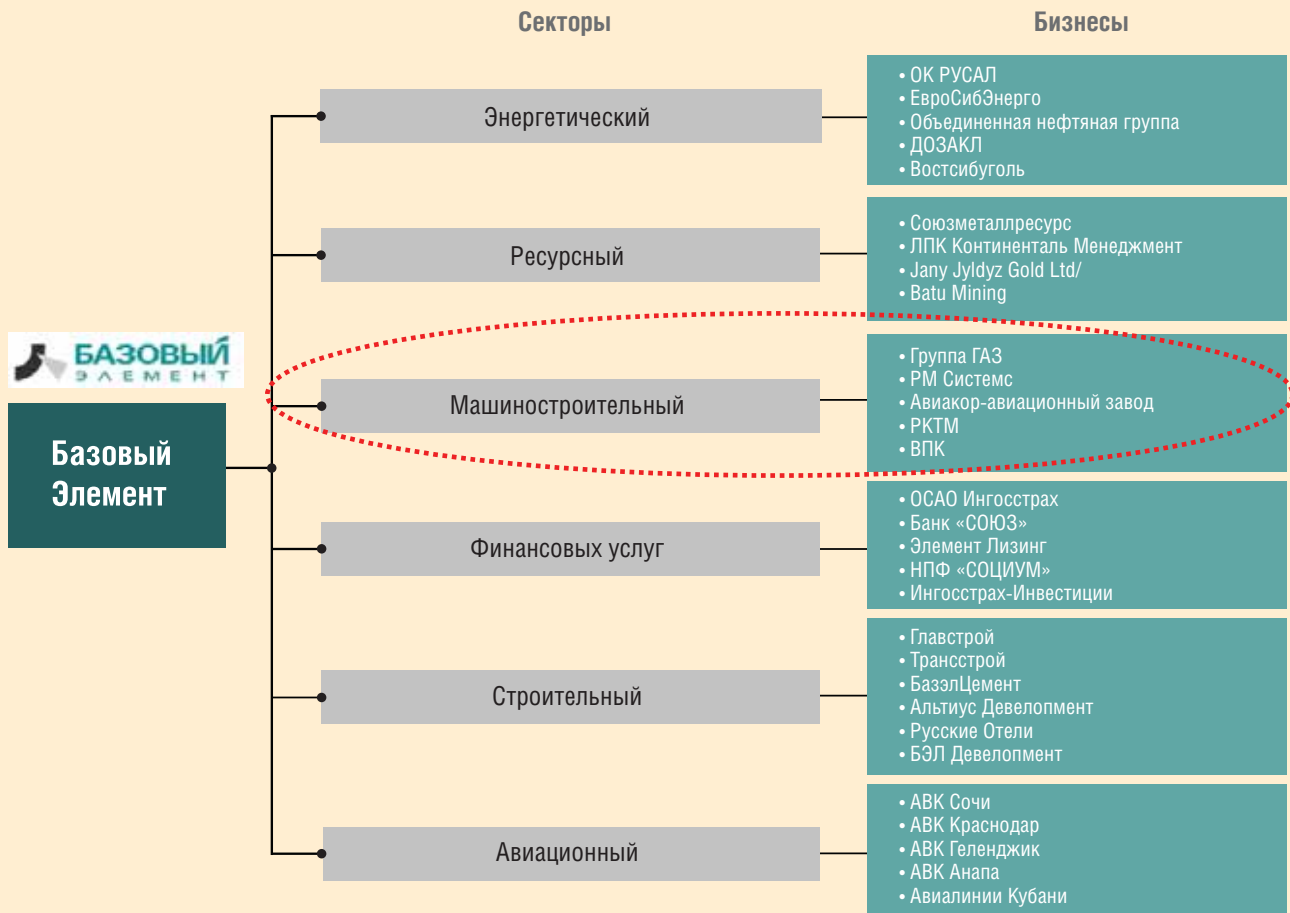 Секторы
Бизнесы
Энергетический
• ОК РУСАЛ
• ЕвроСибЭнерго
• Объединенная нефтяная группа
• ДОЗАКЛ
• Востсибуголь
Ресурсный
• Союзметаллресурс
• ЛПК Континенталь Менеджмент
• Jany Jyldyz Gold Ltd/
• Batu Mining
БАЗОВЫЙ
ЭЛЕМЕНТ
Базовый
Элемент
Машиностроительный
• Группа ГАЗ
• РМ Системс
• Авиакор-авиационный завод
• РКТМ
• ВПК
Финансовых услуг
• ОСАО Ингосстрах
• Банк «СОЮЗ»
• Элемент Лизинг
• НПФ «СОЦИУМ»
• Ингосстрах-Инвестиции
Строительный
• Главстрой
• Трансстрой
• БазэлЦемент
• Альтиус Девелопмент
• Русские Отели
• БЭЛ Девелопмент
Авиационный
• АВК Сочи
• АВК Краснодар
• АВК Геленджик
• АВК Анапа
• Авиалинии Кубани